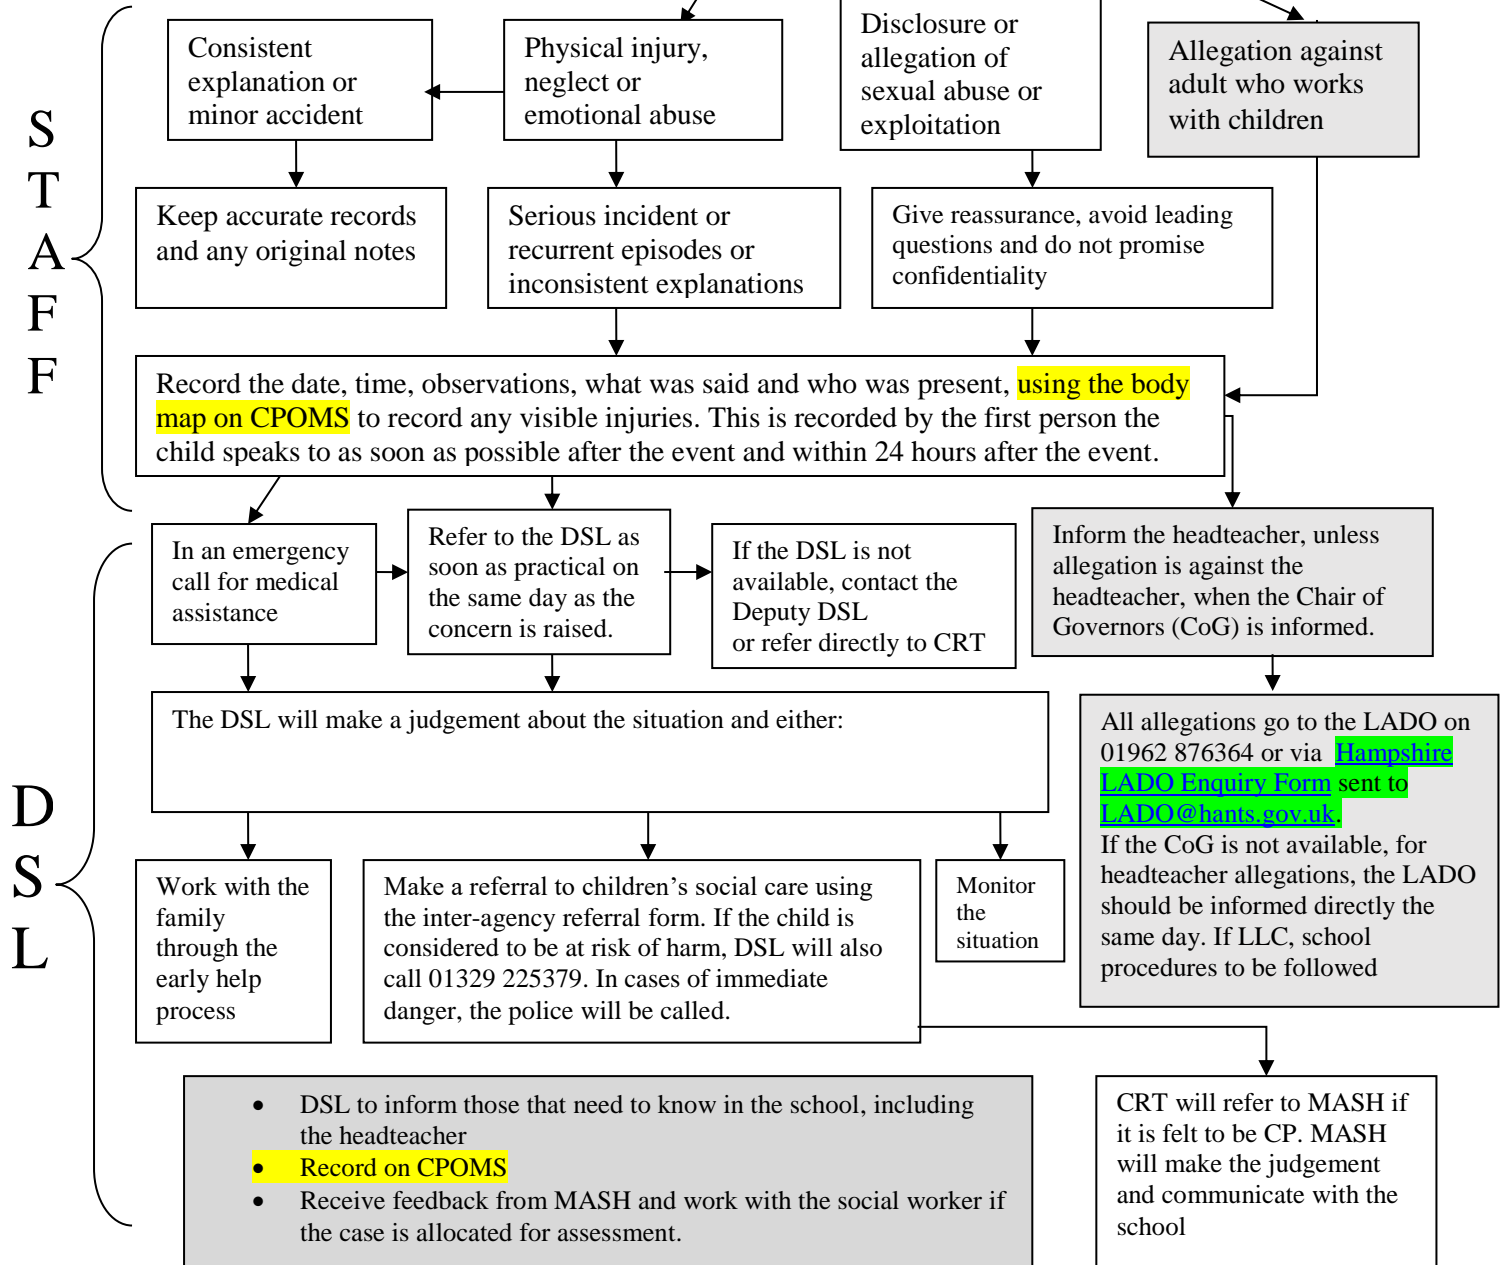 S
T
A
F
F
Consistent
explanation or
minor accident
Physical injury,
neglect or
emotional abuse
Disclosure or
allegation of
sexual abuse or
exploitation
Allegation against
adult who works
with children
Keep accurate records
and any original notes
Serious incident or
recurrent episodes or
inconsistent explanations
Give reassurance, avoid leading
questions and do not promise
confidentiality
Record the date, time, observations, what was said and who was present, using the body
map on CPOMS to record any visible injuries. This is recorded by the first person the
child speaks to as soon as possible after the event and within 24 hours after the event.
D
S
L
In an emergency
call for medical
assistance
Refer to the DSL as
soon as practical on
the same day as the
concern is raised.
If the DSL is not
available, contact the
Deputy DSL
or refer directly to CRT
Inform the headteacher, unless
allegation is against the
headteacher, when the Chair of
Governors (CoG) is informed.
The DSL will make a judgement about the situation and either:
All allegations go to the LADO on
01962 876364 or via Hampshire
LADO Enquiry Form sent to
LADO@hants.gov.uk.
If the CoG is not available, for
headteacher allegations, the LADO
should be informed directly the
same day. If LLC, school
procedures to be followed
Work with the
family
through the
early help
process
Make a referral to children’s social care using
the inter-agency referral form. If the child is
considered to be at risk of harm, DSL will also
call 01329 225379. In cases of immediate
danger, the police will be called.
Monitor
the
situation
• DSL to inform those that need to know in the school, including
the headteacher
• Record on CPOMS
• Receive feedback from MASH and work with the social worker if
the case is allocated for assessment.
CRT will refer to MASH if
it is felt to be CP. MASH
will make the judgement
and communicate with the
school